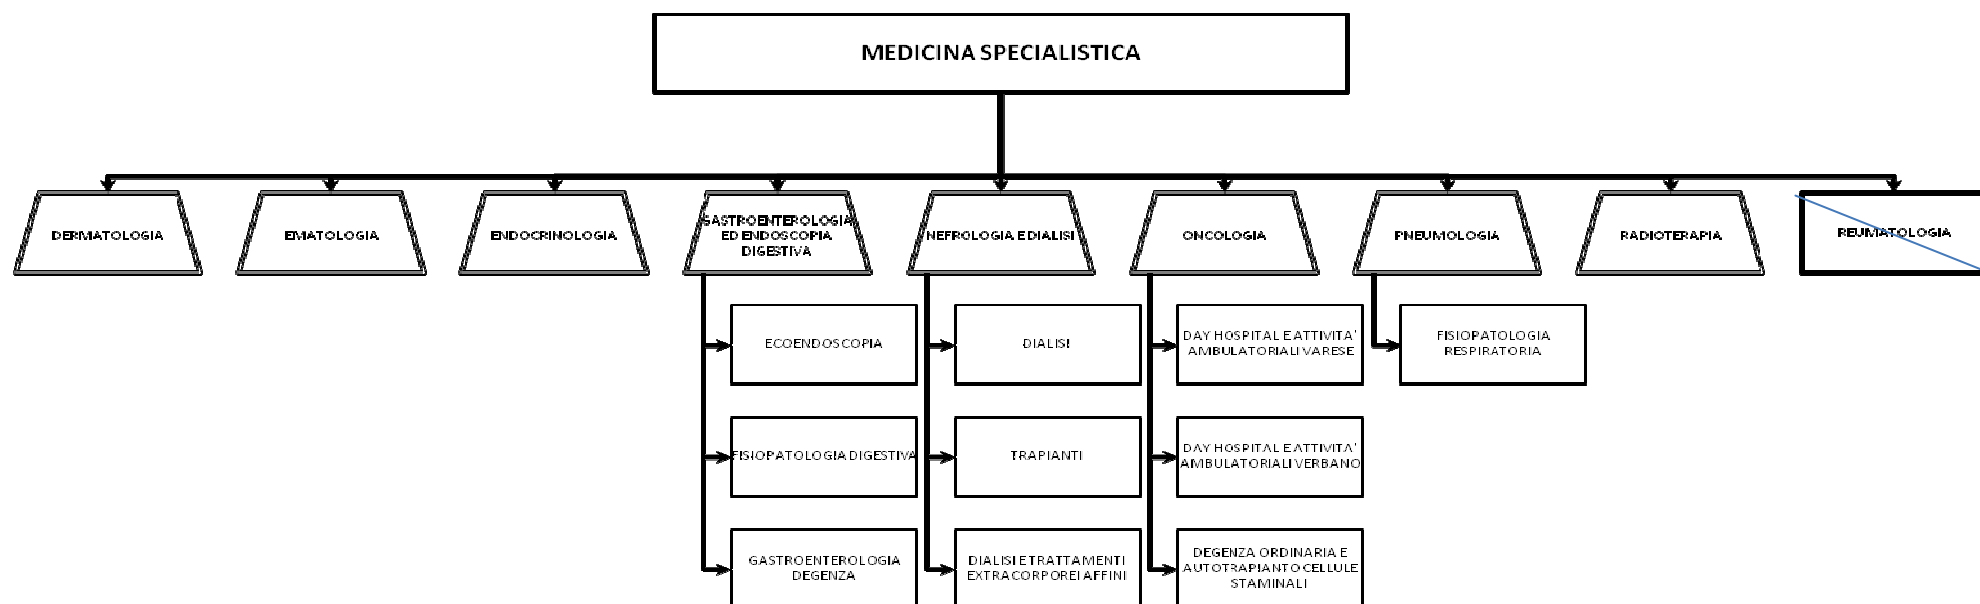 MEDICINA SPECIALISTICA
DERMATOLOGIA
EMATOLOGIA
ENDOCRINOLOGIA
GASTROENTEROLOGIA
ED ENDOSCOPIA
DIGESTIVA
NEFROLOGIA E DIALISI
ONCOLOGIA
PNEUMOLOGIA
RADIOTERAPIA
REUMATOLOGIA
ECOENDOSCOPIA
DIALISI
DAY HOSPITAL E ATTIVITA'
AMBULATORIALI VARESE
FISIOPATOLOGIA
RESPIRATORIA
FISIOPATOLOGIA DIGESTIVA
TRAPIANTI
DAY HOSPITAL E ATTIVITA'
AMBULATORIALI VERBANO
GASTROENTEROLOGIA
DEGENZA
DIALISI E TRATTAMENTI
EXTRACORPOREI AFFINI
DEGENZA ORDINARIA E
AUTOTRAPIANTO CELLULE
STAMINALI